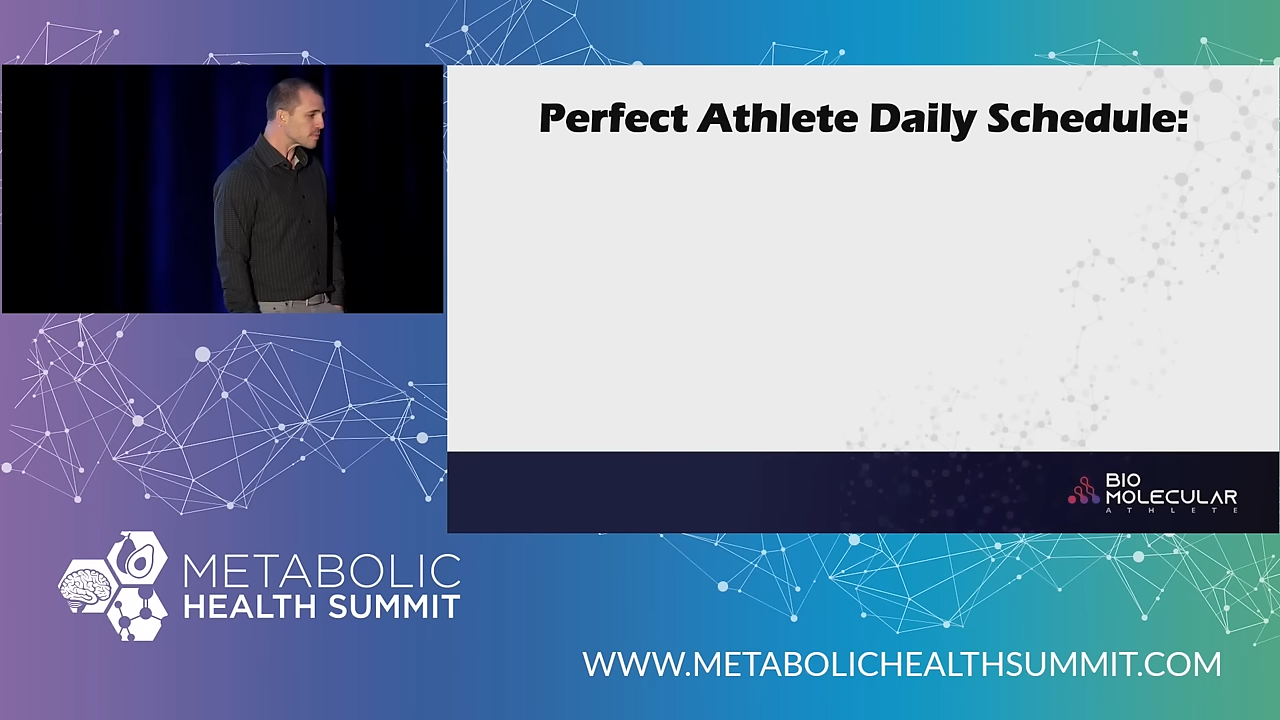 Perfect Athlete Daily Schedule:
BIO
MOLECULAR
ATHLETE
METABOLIC
HEALTH SUMMIT
WWW.METABOLICHEALTHSUMMIT.COM